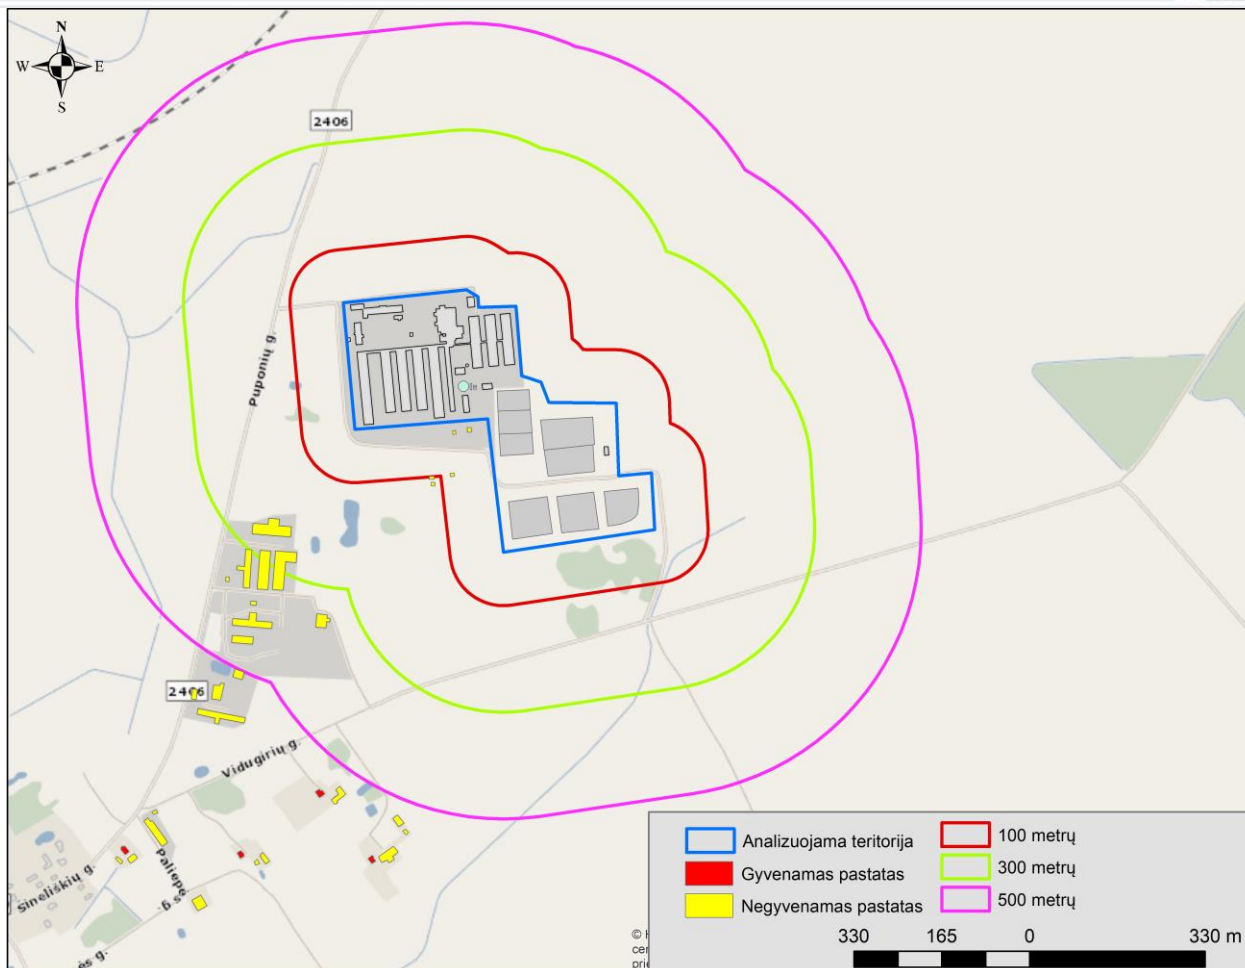 N
W E
S
2406
Puponių g.
2406
Vidugirių g.
Paliepė
s g.
Sineliškių g.
ės g.
Analizuojama teritorija
100 metrų
Gyvenamas pastatas
300 metrų
Negyvenamas pastatas
500 metrų
330 165 0 330 m